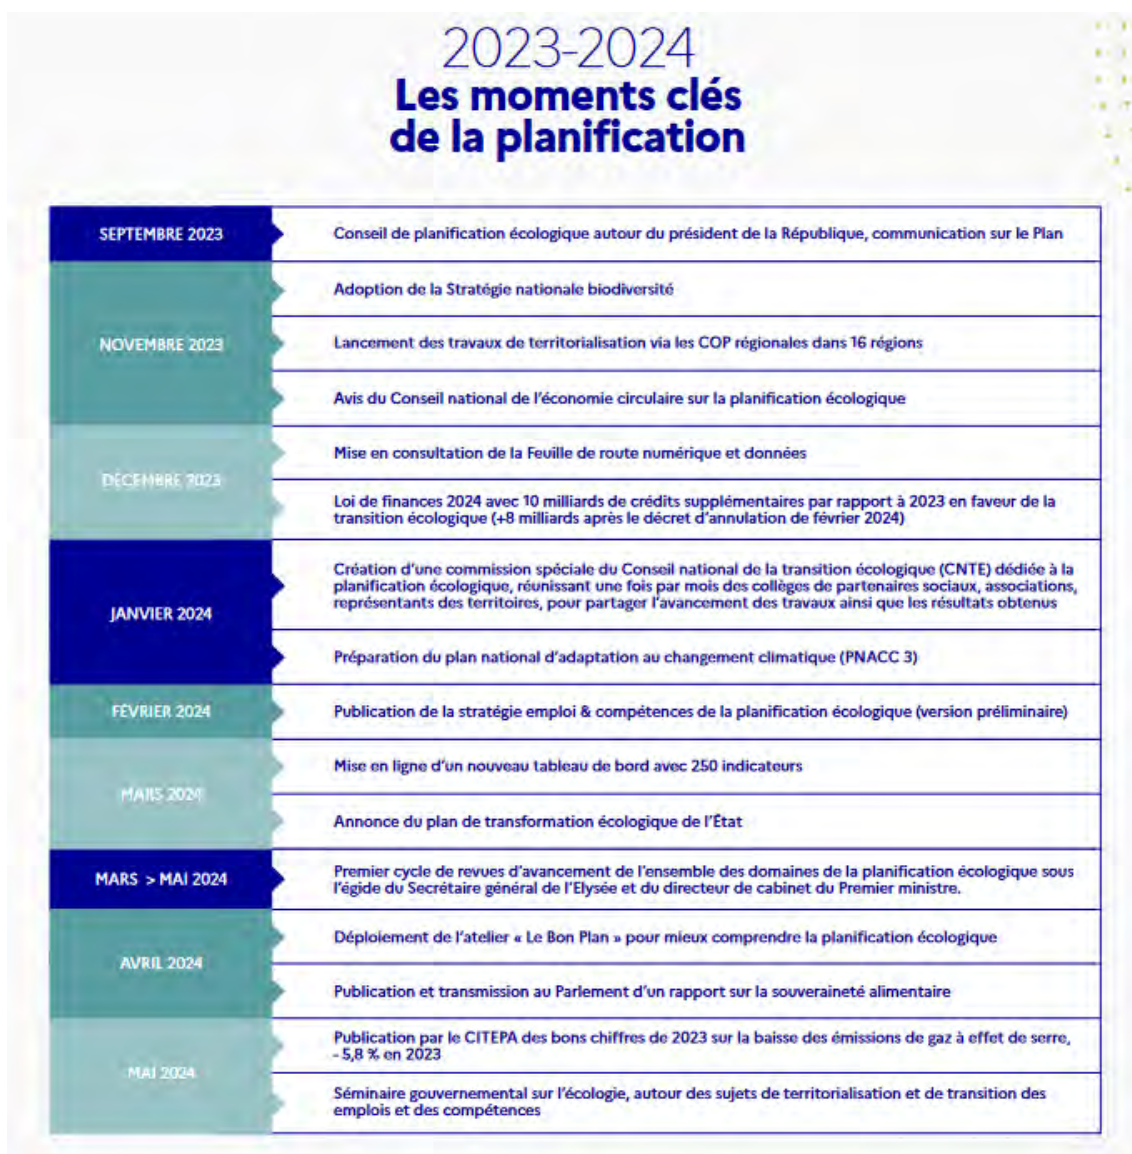 2023-2024
Les moments clés
de la planification
SEPTEMBRE 2023
Conseil de planification écologique autour du président de la République, communication sur le Plan
NOVEMBRE 2023
Adoption de la Stratégie nationale biodiversité
Lancement des travaux de territorialisation via les COP régionales dans 16 régions
Avis du Conseil national de l'économie circulaire sur la planification écologique
DÉCEMBRE 2023
Mise en consultation de la Feuille de route numérique et données
Loi de finances 2024 avec 10 milliards de crédits supplémentaires par rapport à 2023 en faveur de la
transition écologique (+8 milliards après le décret d'annulation de février 2024)
JANVIER 2024
Création d'une commission spéciale du Conseil national de la transition écologique (CNTE) dédiée à la
planification écologique, réunissant une fois par mois des collèges de partenaires sociaux, associations,
représentants des territoires, pour partager l'avancement des travaux ainsi que les résultats obtenus
Préparation du plan national d'adaptation au changement climatique (PNACC 3)
FÉVRIER 2024
Publication de la stratégie emploi & compétences de la planification écologique (version préliminaire)
MARS 2024
Mise en ligne d'un nouveau tableau de bord avec 250 indicateurs
Annonce du plan de transformation écologique de l'État
MARS > MAI 2024
Premier cycle de revues d'avancement de l'ensemble des domaines de la planification écologique sous
l'égide du Secrétaire général de l'Elysée et du directeur de cabinet du Premier ministre.
AVRIL 2024
Déploiement de l'atelier « Le Bon Plan » pour mieux comprendre la planification écologique
Publication et transmission au Parlement d'un rapport sur la souveraineté alimentaire
MAI 2024
Publication par le CITEPA des bons chiffres de 2023 sur la baisse des émissions de gaz à effet de serre,
- 5,8 % en 2023
Séminaire gouvernemental sur l'écologie, autour des sujets de territorialisation et de transition des
emplois et des compétences